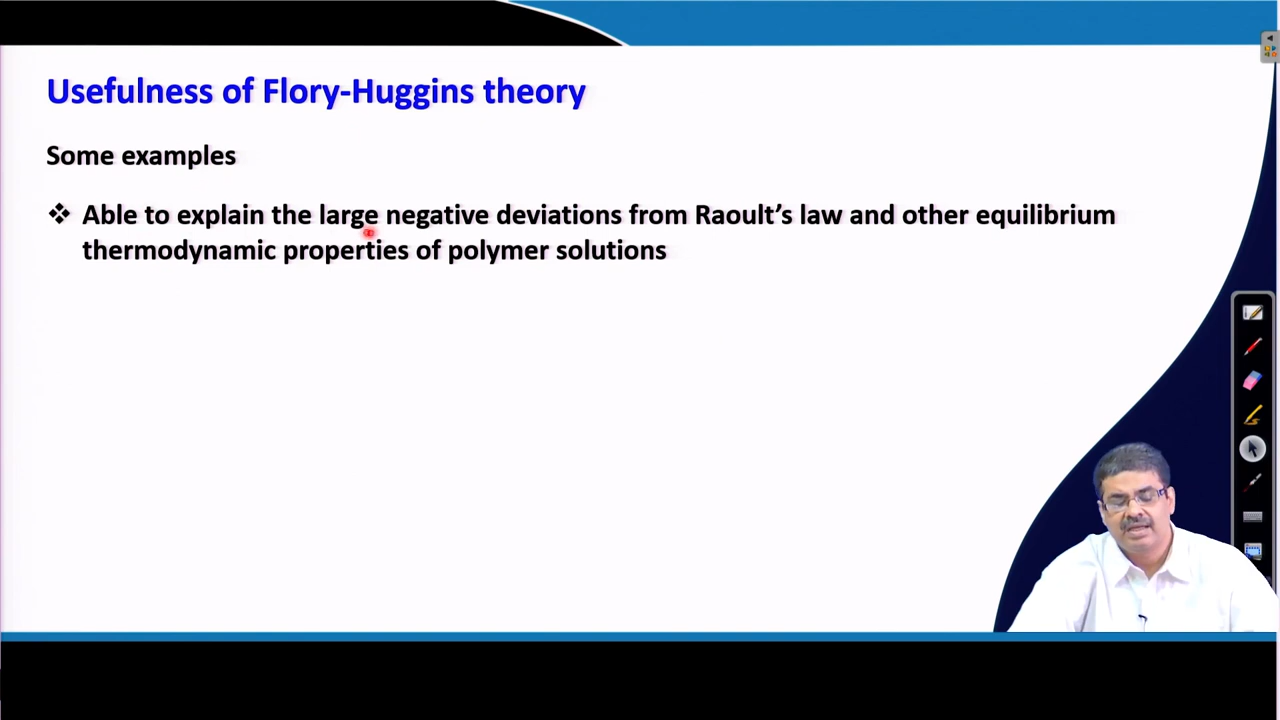 Usefulness of Flory-Huggins theory
Some examples
❖ Able to explain the large negative deviations from Raoult’s law and other equilibrium
thermodynamic properties of polymer solutions